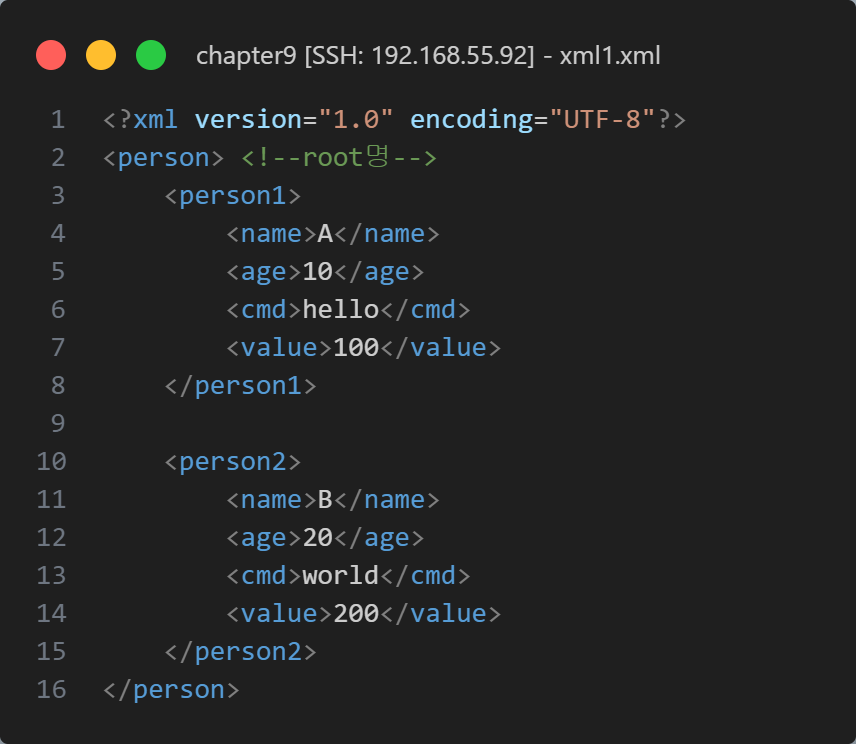 chapter9 [SSH: 192.168.55.92] - xml1.xml
1 <?xml version="1.0" encoding="UTF-8"?>
2 <person> <!--root명-->
3     <person1>
4         <name>A</name>
5         <age>10</age>
6         <cmd>hello</cmd>
7         <value>100</value>
8     </person1>
9
10     <person2>
11         <name>B</name>
12         <age>20</age>
13         <cmd>world</cmd>
14         <value>200</value>
15     </person2>
16 </person>